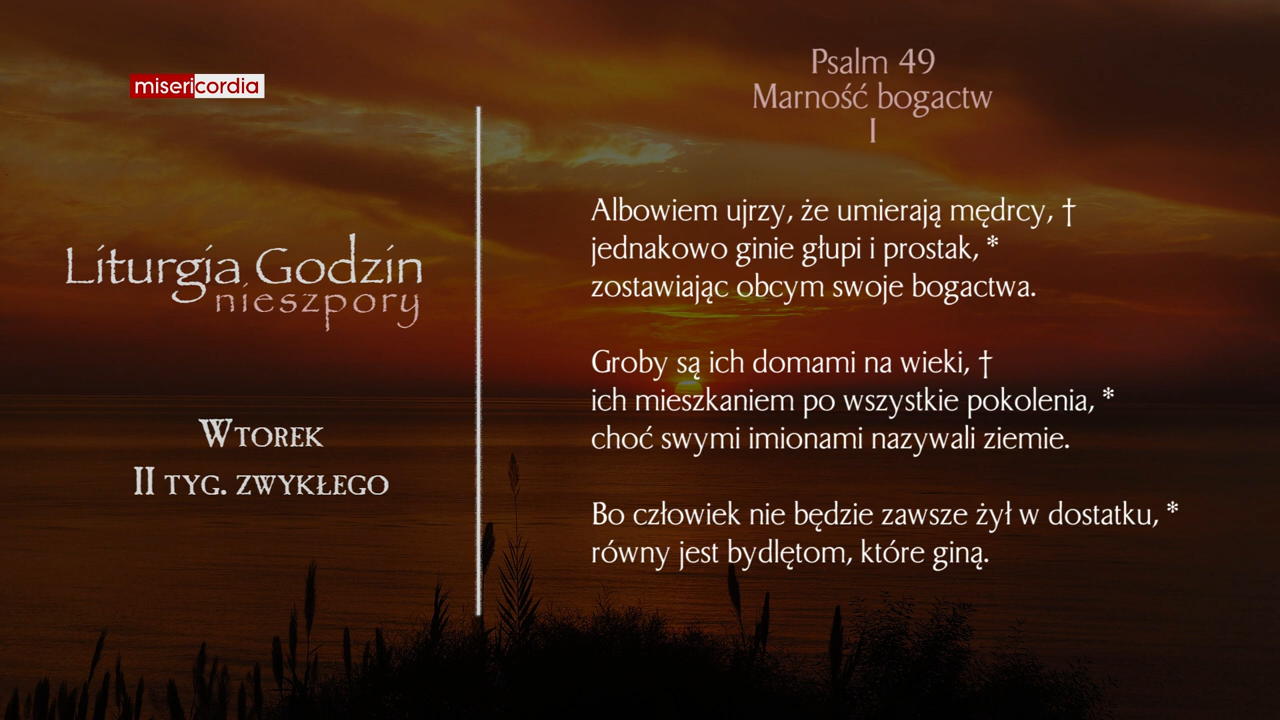 misericordia
Liturgia Godzin
nieszpory
Wtorek
II tyg. zwykłego
Psalm 49
Marność bogactw
I
Albowiem ujrzy, że umierają mędrcy, †
jednakowo ginie głupi i prostak, *
zostawiając obcym swoje bogactwa.
Groby są ich domami na wieki, †
ich mieszkaniem po wszystkie pokolenia, *
choć swymi imionami nazywali ziemie.
Bo człowiek nie będzie zawsze żył w dostatku, *
równy jest bydlętom, które giną.